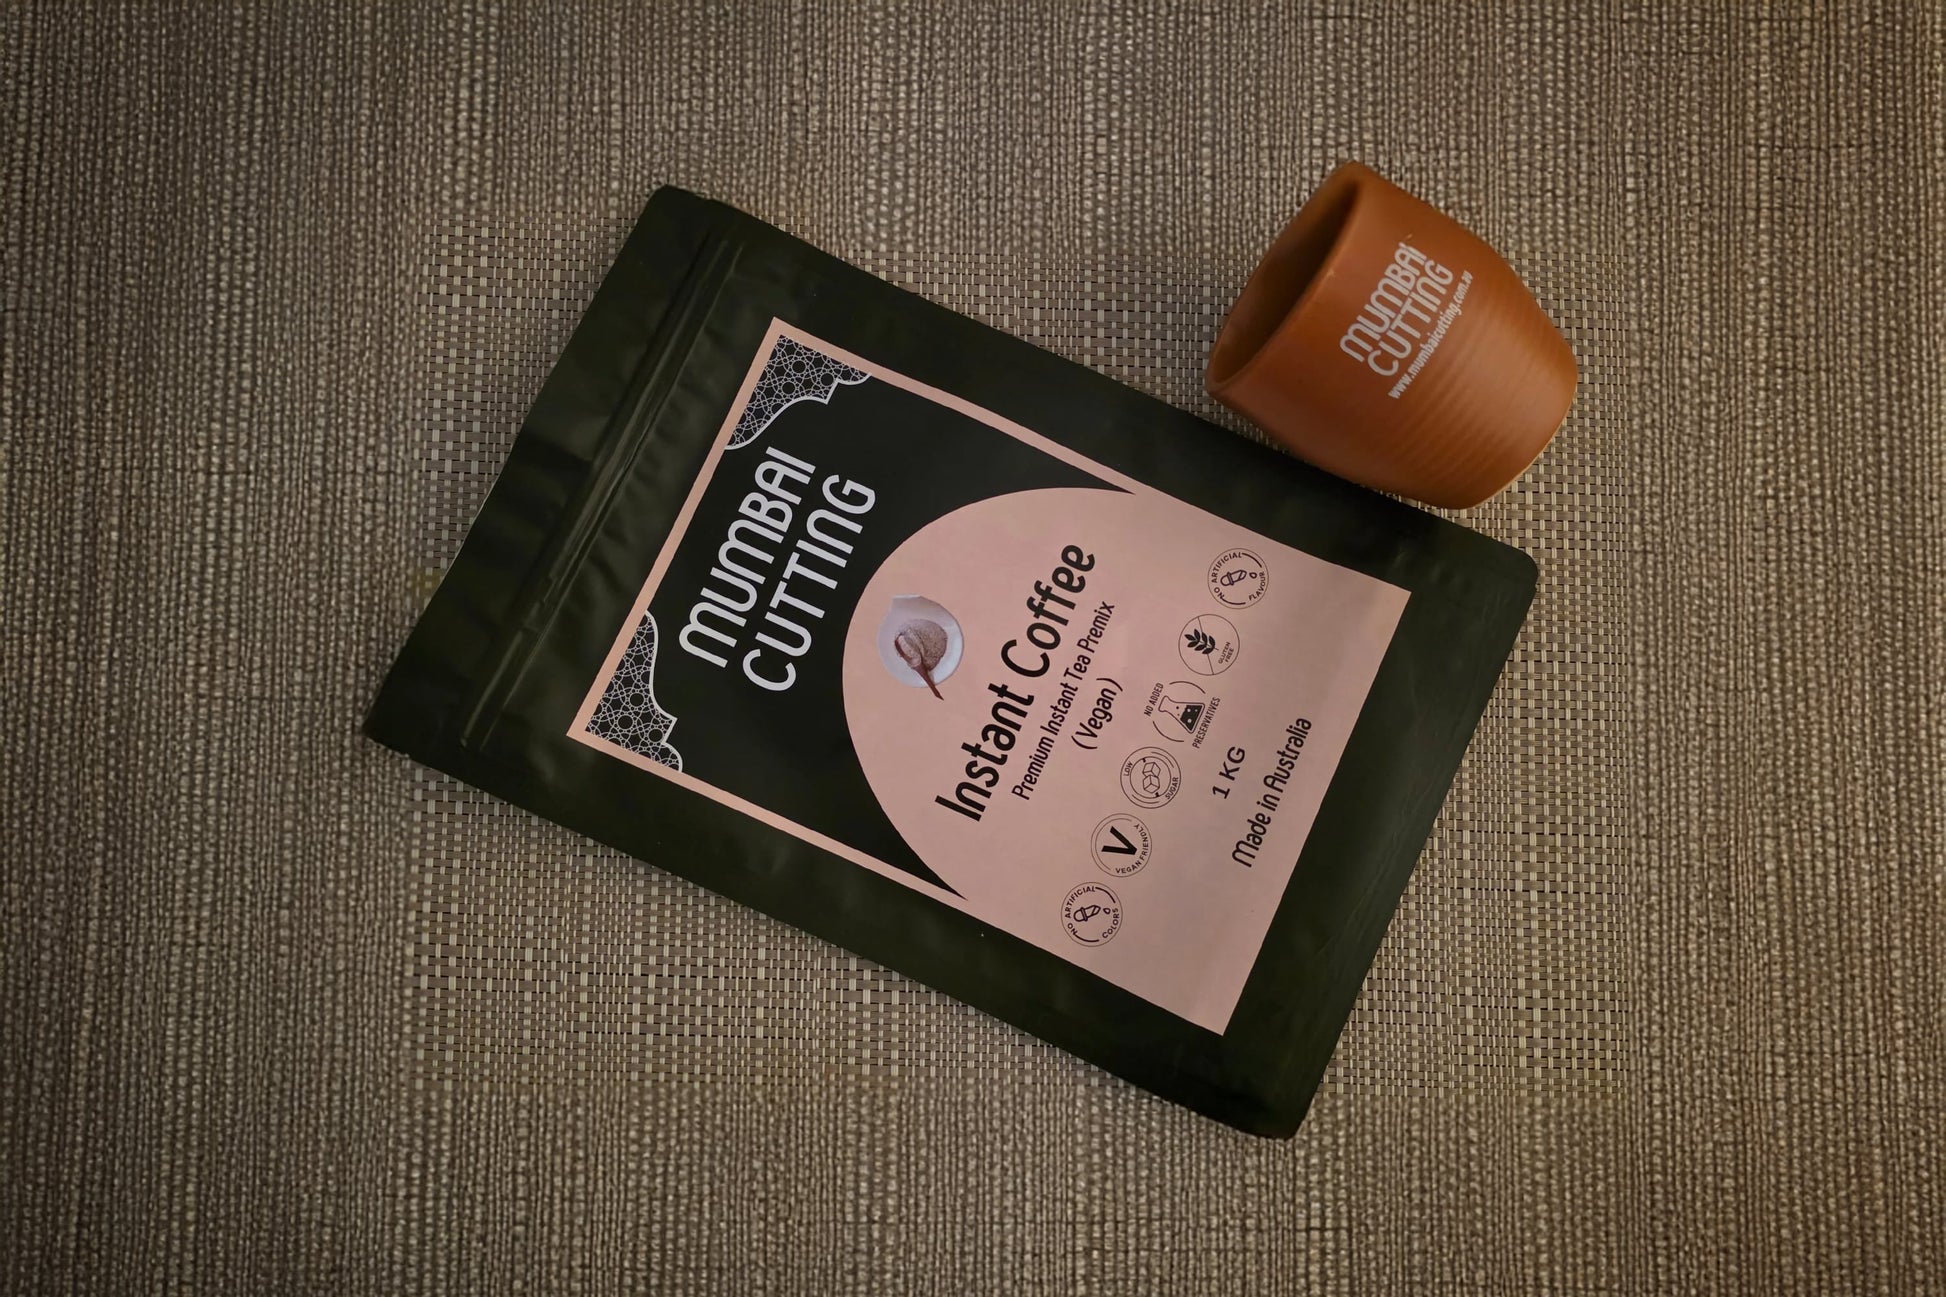 MUMBAI
CUTTING
Instant Coffee
Premium Instant Tea Premix
(Vegan)
NO ARTIFICIAL
COLORS
V
VEGAN FRIENDLY
LOW
SUGAR
NO ADDED
PRESERVATIVES
GLUTEN
FREE
NO ARTIFICIAL
FLAVOUR
1 KG
Made in Australia
MUMBAI
CUTTING
www.mumbaicutting.com.au